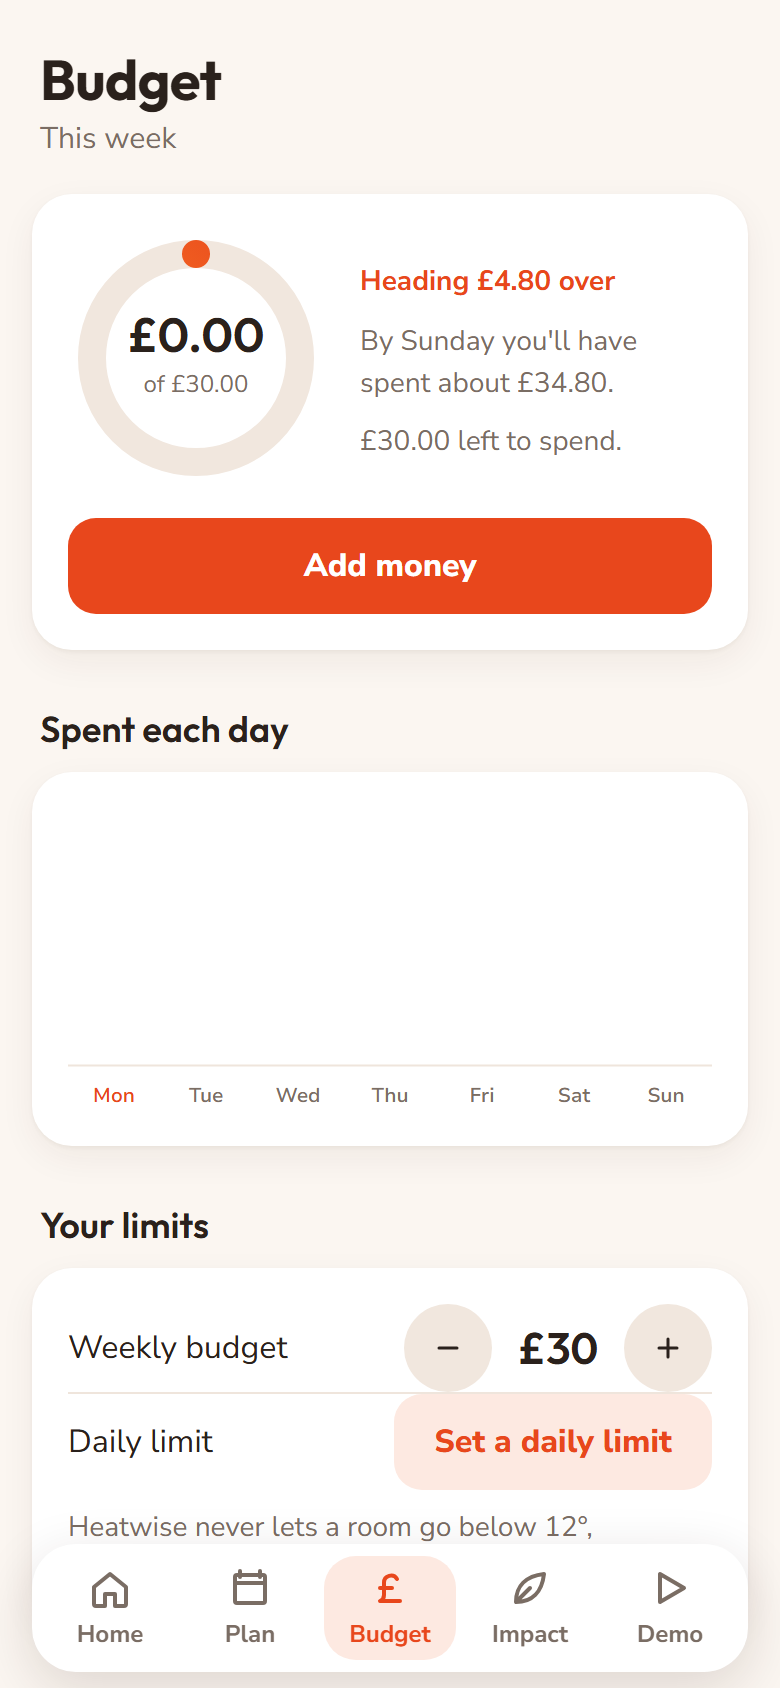 Budget
This week
£0.00
of £30.00
Heading £4.80 over
By Sunday you'll have
spent about £34.80.
£30.00 left to spend.
Add money
Spent each day
Mon Tue Wed Thu Fri Sat Sun
Your limits
Weekly budget − £30 +
Daily limit Set a daily limit
Heatwise never lets a room go below 12°,
Home Plan £ Budget Impact Demo